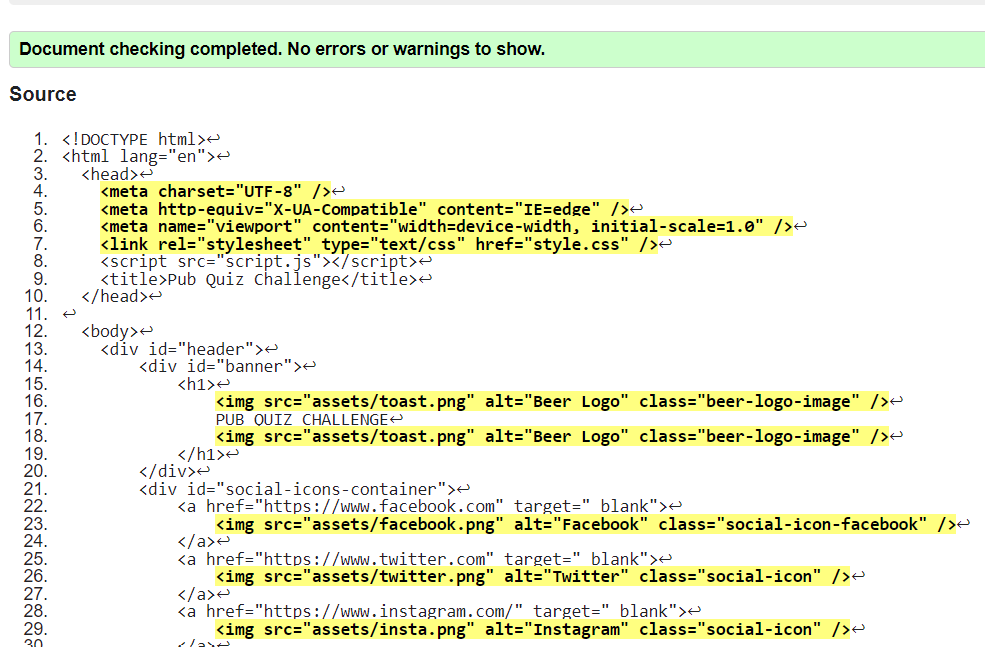 Document checking completed. No errors or warnings to show.
Source
1. <!DOCTYPE html>↩
2. <html lang="en">↩
3. <head>↩
4. <meta charset="UTF-8" />↩
5. <meta http-equiv="X-UA-Compatible" content="IE=edge" />↩
6. <meta name="viewport" content="width=device-width, initial-scale=1.0" />↩
7. <link rel="stylesheet" type="text/css" href="style.css" />↩
8. <script src="script.js"></script>↩
9. <title>Pub Quiz Challenge</title>↩
10. </head>↩
11. ↩
12. <body>↩
13. <div id="header">↩
14. <div id="banner">↩
15. <h1>↩
16. <img src="assets/toast.png" alt="Beer Logo" class="beer-logo-image" />↩
17. PUB QUIZ CHALLENGE↩
18. <img src="assets/toast.png" alt="Beer Logo" class="beer-logo-image" />↩
19. </h1>↩
20. </div>↩
21. <div id="social-icons-container">↩
22. <a href="https://www.facebook.com" target="_blank">↩
23. <img src="assets/facebook.png" alt="Facebook" class="social-icon-facebook" />↩
24. </a>↩
25. <a href="https://www.twitter.com" target="_blank">↩
26. <img src="assets/twitter.png" alt="Twitter" class="social-icon" />↩
27. </a>↩
28. <a href="https://www.instagram.com/" target="_blank">↩
29. <img src="assets/insta.png" alt="Instagram" class="social-icon" />↩
30. </a>↩